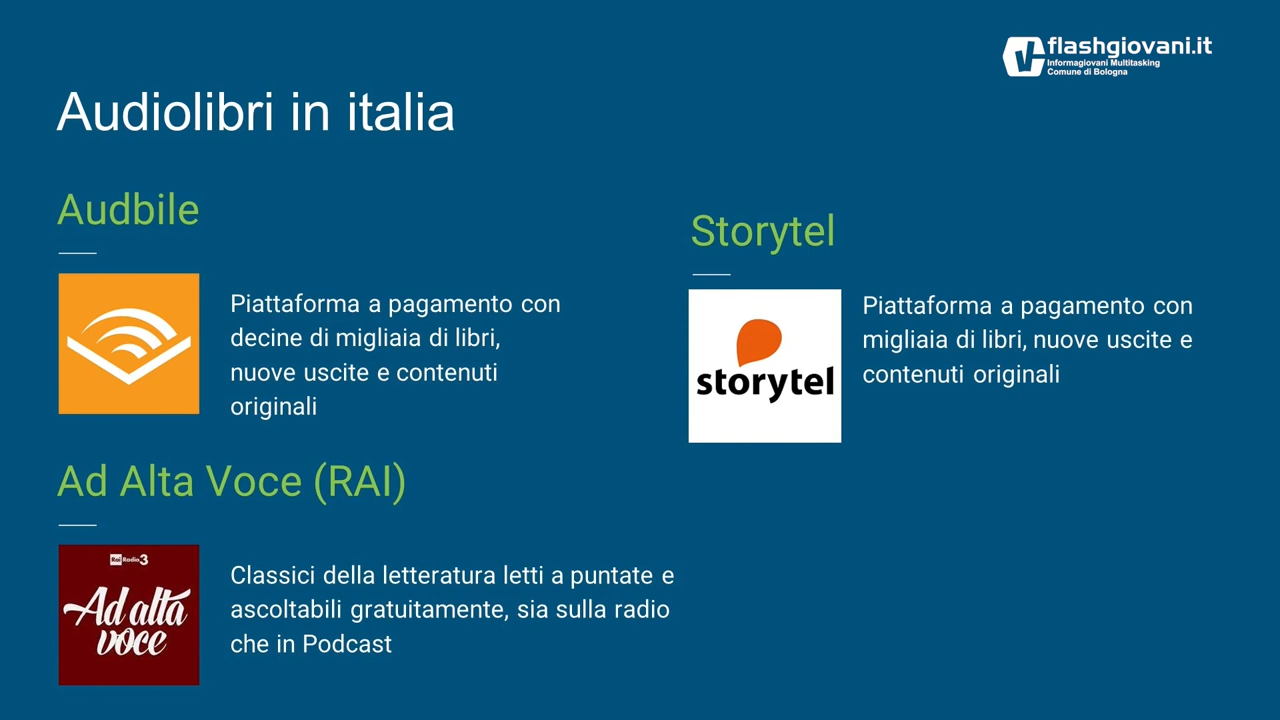 flashgiovani.it
Informagiovani Multitasking
Comune di Bologna
Audiolibri in italia
Audbile
Piattaforma a pagamento con
decine di migliaia di libri,
nuove uscite e contenuti
originali
Storytel
storytel
Piattaforma a pagamento con
migliaia di libri, nuove uscite e
contenuti originali
Ad Alta Voce (RAI)
Rai Radio 3
Ad alta
voce
Classici della letteratura letti a puntate e
ascoltabili gratuitamente, sia sulla radio
che in Podcast